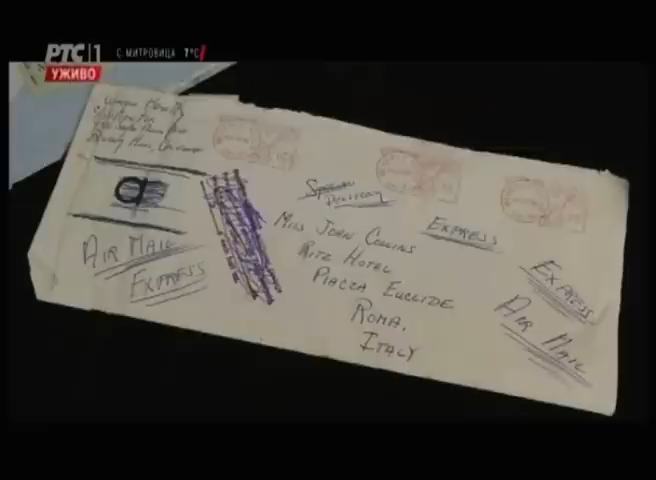 РТС|1 С. МИТРОВИЦА 7°C
УЖИВО
a
AIR MAIL
EXPRESS
SPECIAL
DELIVERY
MISS JOAN COLLINS
RITZ HOTEL
PIAZZA EUCLIDE
ROMA,
ITALY
EXPRESS
EXPRESS
AIR MAIL